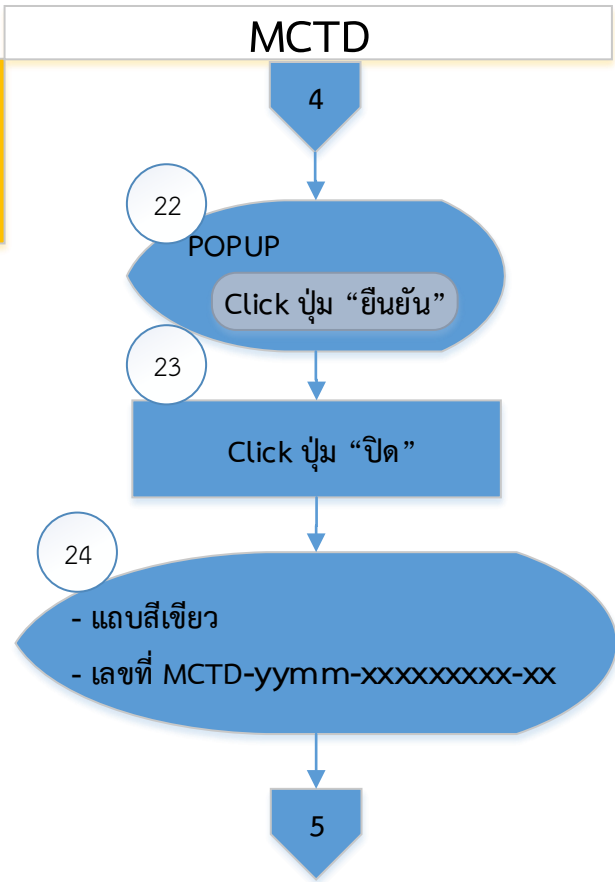 MCTD
4
22
POPUP
Click ปุ่ม “ยืนยัน”
23
Click ปุ่ม “ปิด”
24
- แถบสีเขียว
- เลขที่ MCTD-yymm-xxxxxxxxx-xx
5